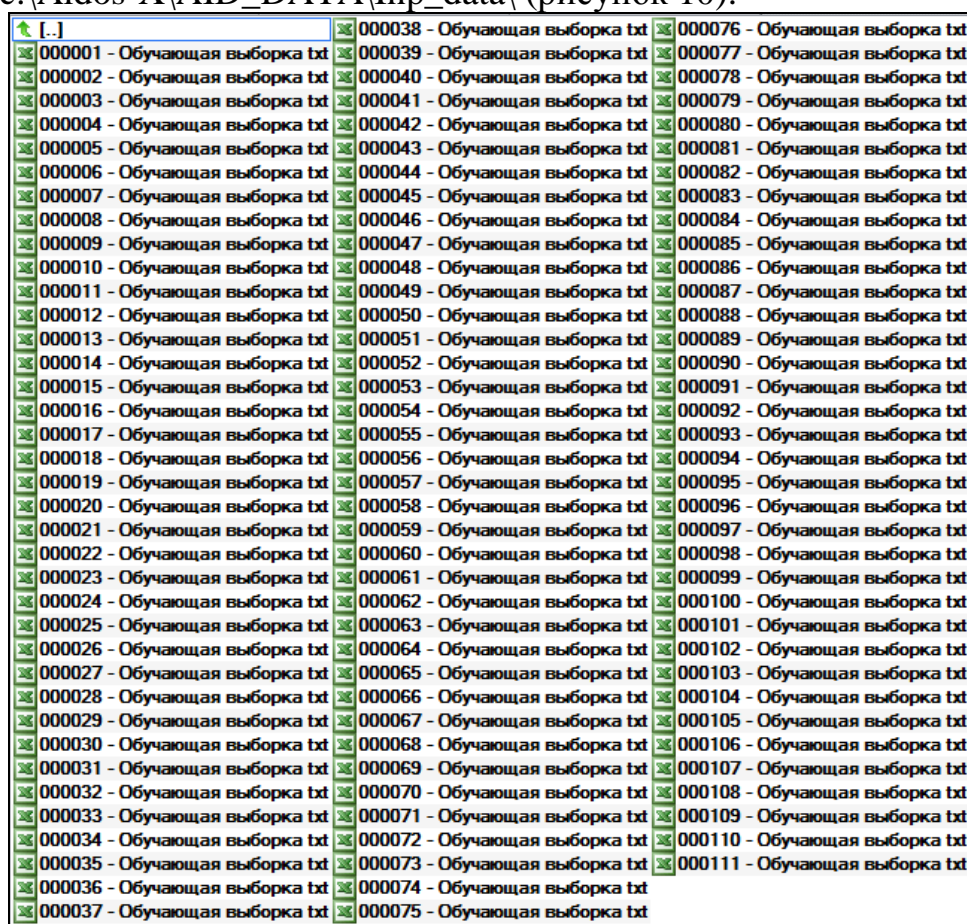 c:\Aidos-X\AID_DATA\Inp_data\ (рисунок 10):
[..]
000001 - Обучающая выборка txt
000002 - Обучающая выборка txt
000003 - Обучающая выборка txt
000004 - Обучающая выборка txt
000005 - Обучающая выборка txt
000006 - Обучающая выборка txt
000007 - Обучающая выборка txt
000008 - Обучающая выборка txt
000009 - Обучающая выборка txt
000010 - Обучающая выборка txt
000011 - Обучающая выборка txt
000012 - Обучающая выборка txt
000013 - Обучающая выборка txt
000014 - Обучающая выборка txt
000015 - Обучающая выборка txt
000016 - Обучающая выборка txt
000017 - Обучающая выборка txt
000018 - Обучающая выборка txt
000019 - Обучающая выборка txt
000020 - Обучающая выборка txt
000021 - Обучающая выборка txt
000022 - Обучающая выборка txt
000023 - Обучающая выборка txt
000024 - Обучающая выборка txt
000025 - Обучающая выборка txt
000026 - Обучающая выборка txt
000027 - Обучающая выборка txt
000028 - Обучающая выборка txt
000029 - Обучающая выборка txt
000030 - Обучающая выборка txt
000031 - Обучающая выборка txt
000032 - Обучающая выборка txt
000033 - Обучающая выборка txt
000034 - Обучающая выборка txt
000035 - Обучающая выборка txt
000036 - Обучающая выборка txt
000037 - Обучающая выборка txt
000038 - Обучающая выборка txt
000039 - Обучающая выборка txt
000040 - Обучающая выборка txt
000041 - Обучающая выборка txt
000042 - Обучающая выборка txt
000043 - Обучающая выборка txt
000044 - Обучающая выборка txt
000045 - Обучающая выборка txt
000046 - Обучающая выборка txt
000047 - Обучающая выборка txt
000048 - Обучающая выборка txt
000049 - Обучающая выборка txt
000050 - Обучающая выборка txt
000051 - Обучающая выборка txt
000052 - Обучающая выборка txt
000053 - Обучающая выборка txt
000054 - Обучающая выборка txt
000055 - Обучающая выборка txt
000056 - Обучающая выборка txt
000057 - Обучающая выборка txt
000058 - Обучающая выборка txt
000059 - Обучающая выборка txt
000060 - Обучающая выборка txt
000061 - Обучающая выборка txt
000062 - Обучающая выборка txt
000063 - Обучающая выборка txt
000064 - Обучающая выборка txt
000065 - Обучающая выборка txt
000066 - Обучающая выборка txt
000067 - Обучающая выборка txt
000068 - Обучающая выборка txt
000069 - Обучающая выборка txt
000070 - Обучающая выборка txt
000071 - Обучающая выборка txt
000072 - Обучающая выборка txt
000073 - Обучающая выборка txt
000074 - Обучающая выборка txt
000075 - Обучающая выборка txt
000076 - Обучающая выборка txt
000077 - Обучающая выборка txt
000078 - Обучающая выборка txt
000079 - Обучающая выборка txt
000080 - Обучающая выборка txt
000081 - Обучающая выборка txt
000082 - Обучающая выборка txt
000083 - Обучающая выборка txt
000084 - Обучающая выборка txt
000085 - Обучающая выборка txt
000086 - Обучающая выборка txt
000087 - Обучающая выборка txt
000088 - Обучающая выборка txt
000089 - Обучающая выборка txt
000090 - Обучающая выборка txt
000091 - Обучающая выборка txt
000092 - Обучающая выборка txt
000093 - Обучающая выборка txt
000094 - Обучающая выборка txt
000095 - Обучающая выборка txt
000096 - Обучающая выборка txt
000097 - Обучающая выборка txt
000098 - Обучающая выборка txt
000099 - Обучающая выборка txt
000100 - Обучающая выборка txt
000101 - Обучающая выборка txt
000102 - Обучающая выборка txt
000103 - Обучающая выборка txt
000104 - Обучающая выборка txt
000105 - Обучающая выборка txt
000106 - Обучающая выборка txt
000107 - Обучающая выборка txt
000108 - Обучающая выборка txt
000109 - Обучающая выборка txt
000110 - Обучающая выборка txt
000111 - Обучающая выборка txt